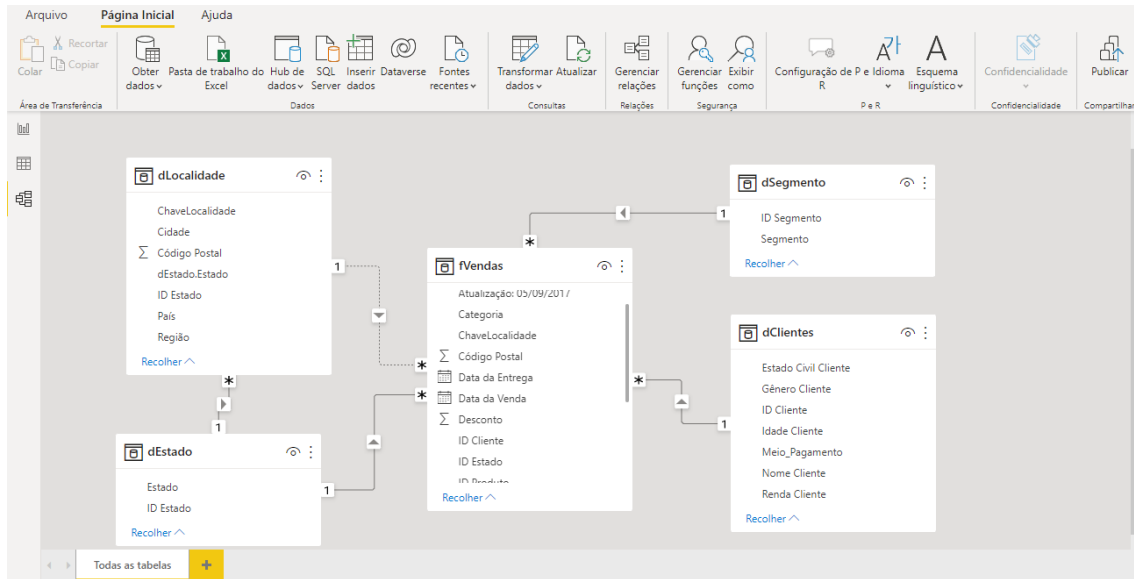 Arquivo Página Inicial Ajuda
Colar
Recortar
Copiar
Obter dados
Pasta de trabalho do Excel
Hub de dados
SQL Server
Inserir dados
Dataverse
Fontes recentes
Transformar dados
Atualizar
Gerenciar relações
Gerenciar funções
Exibir como
Configuração de P e R
Idioma
Esquema linguístico
Confidencialidade
Publicar
Área de Transferência
Dados
Consultas
Relações
Segurança
P e R
Confidencialidade
Compartilhar
dLocalidade
ChaveLocalidade
Cidade
∑ Código Postal
dEstado.Estado
ID Estado
País
Região
Recolher
dSegmento
ID Segmento
Segmento
Recolher
fVendas
Atualização: 05/09/2017
Categoria
ChaveLocalidade
∑ Código Postal
Data da Entrega
Data da Venda
∑ Desconto
ID Cliente
ID Estado
ID Produto
Recolher
dClientes
Estado Civil Cliente
Gênero Cliente
ID Cliente
Idade Cliente
Meio_Pagamento
Nome Cliente
Renda Cliente
Recolher
dEstado
Estado
ID Estado
Recolher
1
*
1
*
*
1
1
*
*
1
Todas as tabelas +